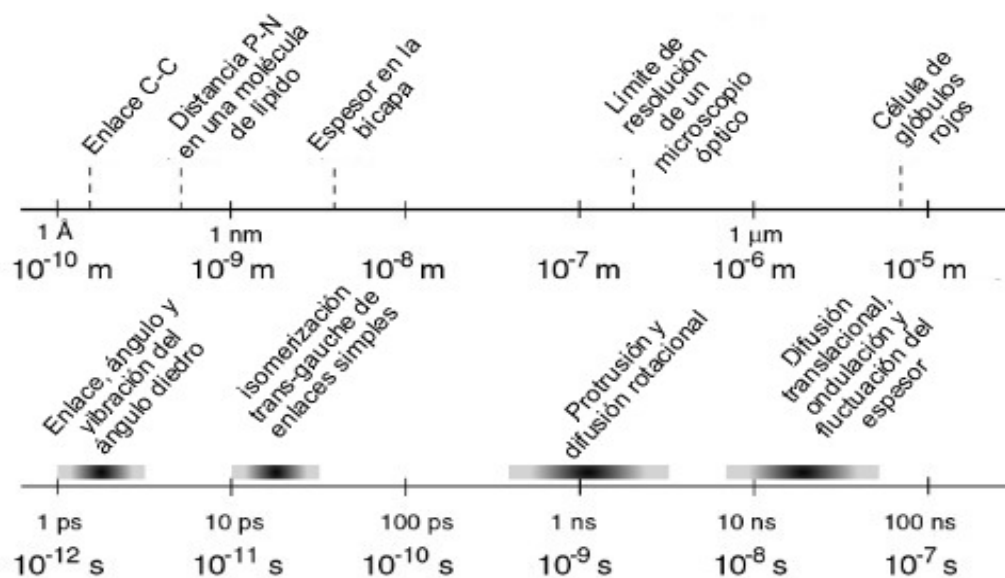 Enlace C-C
Distancia P-N
en una molécula
de lípido
Espesor en la
bicapa
Límite de
resolución
de un
microscopio
óptico
Célula de
glóbulos
rojos
1 Å
1 nm
1 μm
10⁻¹⁰ m
10⁻⁹ m
10⁻⁸ m
10⁻⁷ m
10⁻⁶ m
10⁻⁵ m
Enlace, ángulo y
vibración del
ángulo diedro
isomerización
trans-gauche de
enlaces simples
Protrusión y
difusión rotacional
Difusión
translacional,
ondulación y
fluctuación del
espesor
1 ps
10 ps
100 ps
1 ns
10 ns
100 ns
10⁻¹² s
10⁻¹¹ s
10⁻¹⁰ s
10⁻⁹ s
10⁻⁸ s
10⁻⁷ s